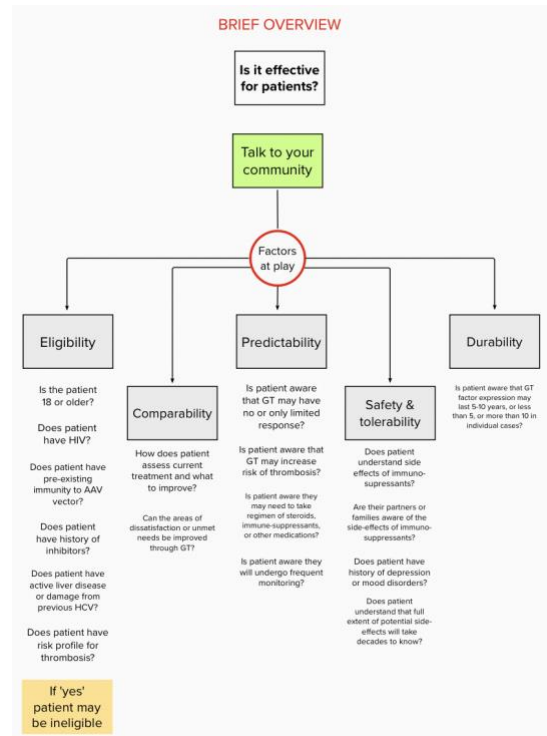 BRIEF OVERVIEW
Is it effective
for patients?
Talk to your
community
Factors
at play
Eligibility
Is the patient
18 or older?
Does patient
have HIV?
Does patient have
pre-existing
immunity to AAV
vector?
Does patient
have history of
inhibitors?
Does patient have
active liver disease
or damage from
previous HCV?
Does patient have
risk profile for
thrombosis?
If 'yes'
patient may
be ineligible
Comparability
How does patient
assess current
treatment and what
to improve?
Can the areas of
dissatisfaction or unmet
needs be improved
through GT?
Predictability
Is patient aware
that GT may have
no or only limited
response?
Is patient aware that
GT may increase
risk of thrombosis?
Is patient aware they
may need to take
regimen of steroids,
immune-suppressants,
or other medications?
Is patient aware they
will undergo frequent
monitoring?
Safety &
tolerability
Does patient
understand side
effects of immuno-
supressants?
Are their partners or
families aware of the
side-effects of immuno-
suppressants?
Does patient have
history of depression
or mood disorders?
Does patient
understand that full
extent of potential side-
effects will take
decades to know?
Durability
Is patient aware that GT
factor expression may
last 5-10 years, or less
than 5, or more than 10 in
individual cases?